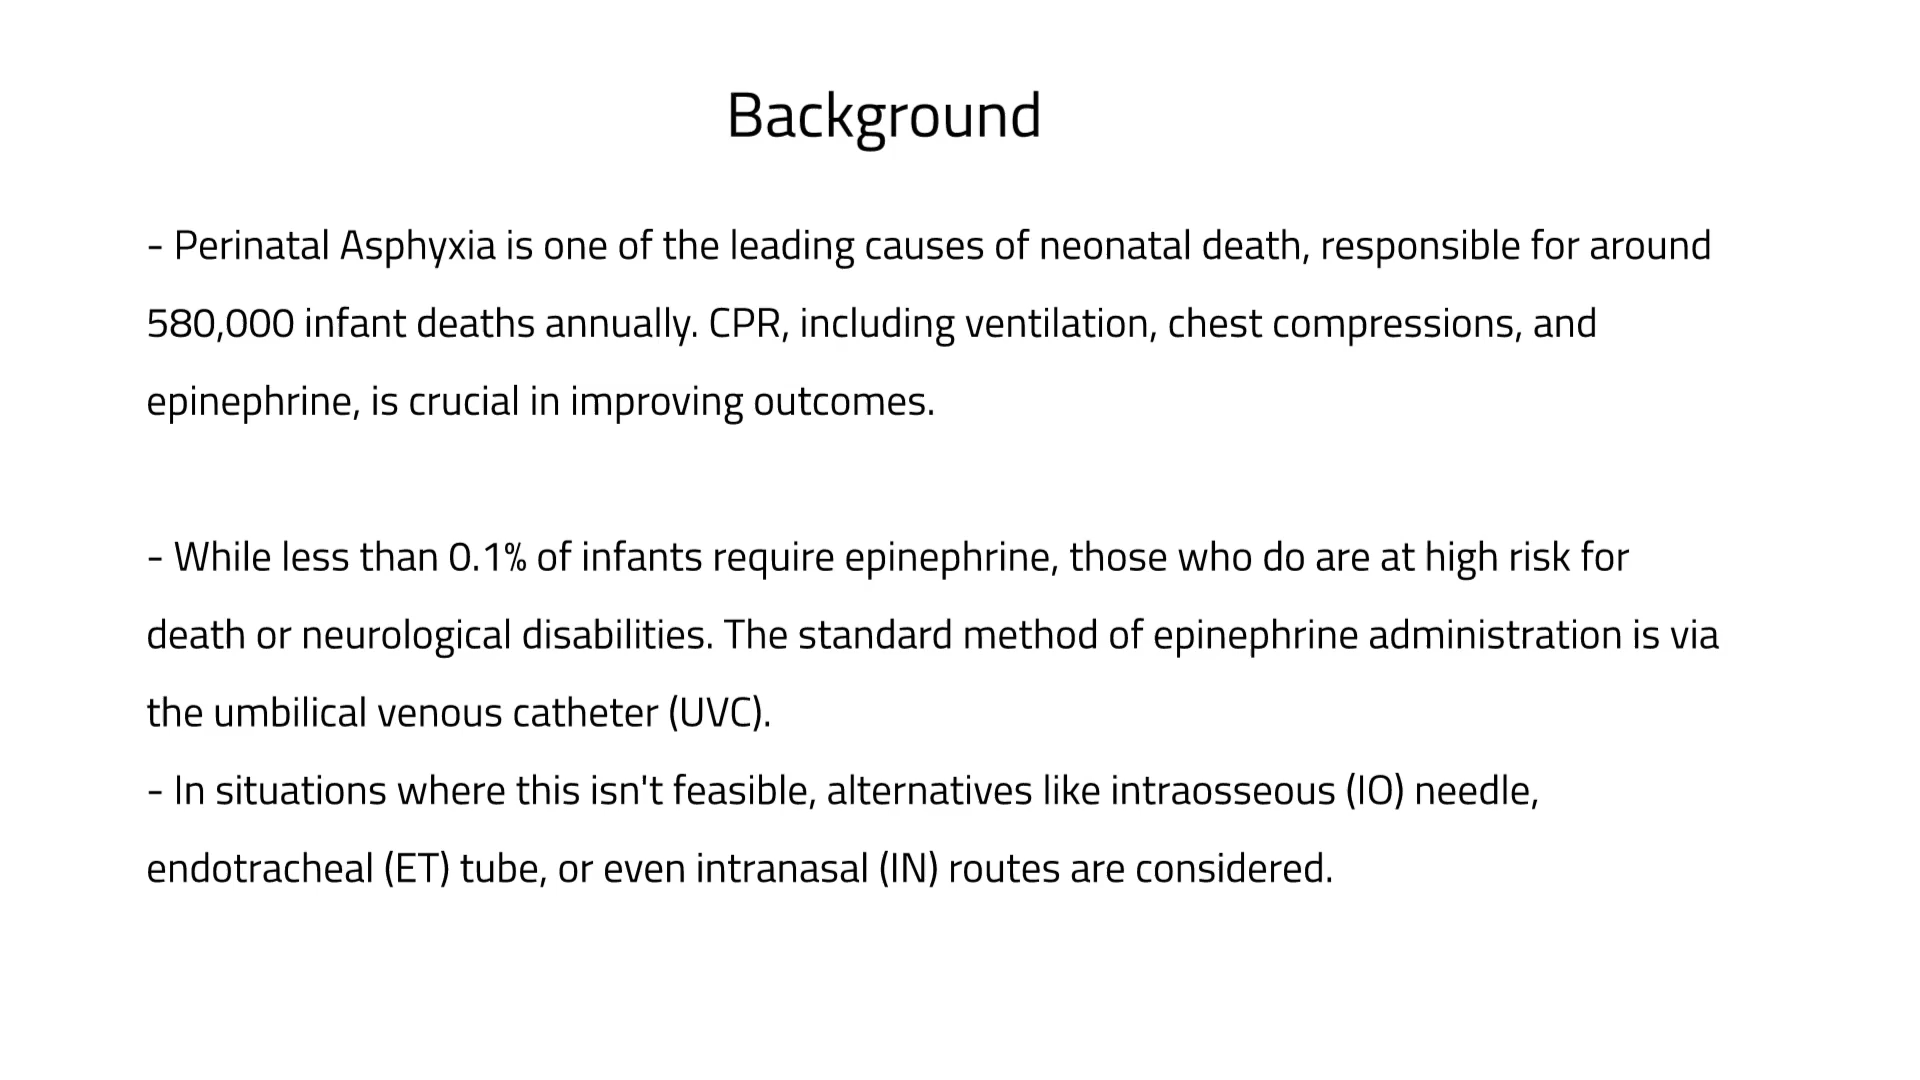 Background
- Perinatal Asphyxia is one of the leading causes of neonatal death, responsible for around
580,000 infant deaths annually. CPR, including ventilation, chest compressions, and
epinephrine, is crucial in improving outcomes.
- While less than 0.1% of infants require epinephrine, those who do are at high risk for
death or neurological disabilities. The standard method of epinephrine administration is via
the umbilical venous catheter (UVC).
- In situations where this isn't feasible, alternatives like intraosseous (IO) needle,
endotracheal (ET) tube, or even intranasal (IN) routes are considered.